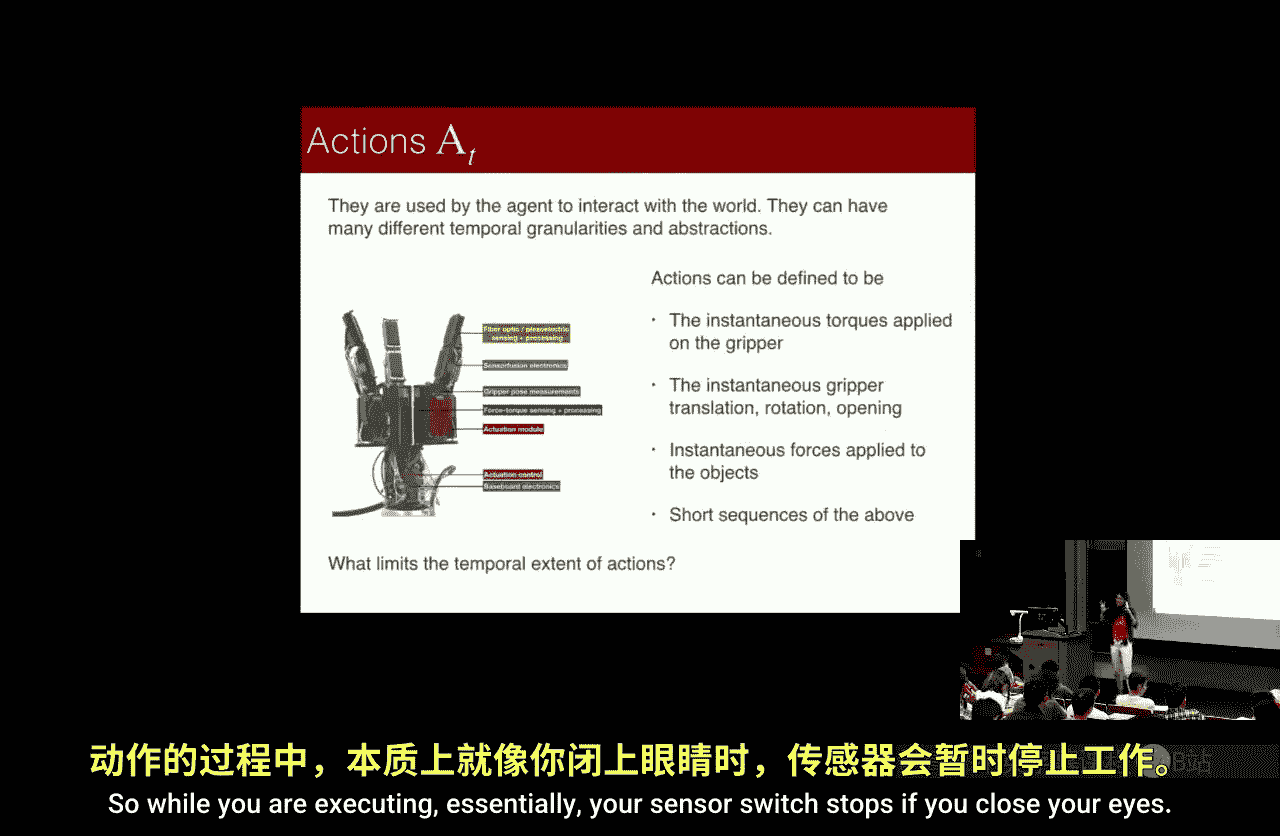 Actions At
They are used by the agent to interact with the world. They can have
many different temporal granularities and abstractions.
Actions can be defined to be
· The instantaneous torques applied
on the gripper
· The instantaneous gripper
translation, rotation, opening
· Instantaneous forces applied to
the objects
· Short sequences of the above
Fiber optic / piezoelectric
sensing + processing
Sensorfusion electronics
Gripper pose measurements
Force-torque sensing + processing
Actuation module
Actuation control
Baseboard electronics
What limits the temporal extent of actions?
动作的过程中，本质上就像你闭上眼睛时，传感器会暂时停止工作。
B站
So while you are executing, essentially, your sensor switch stops if you close your eyes.